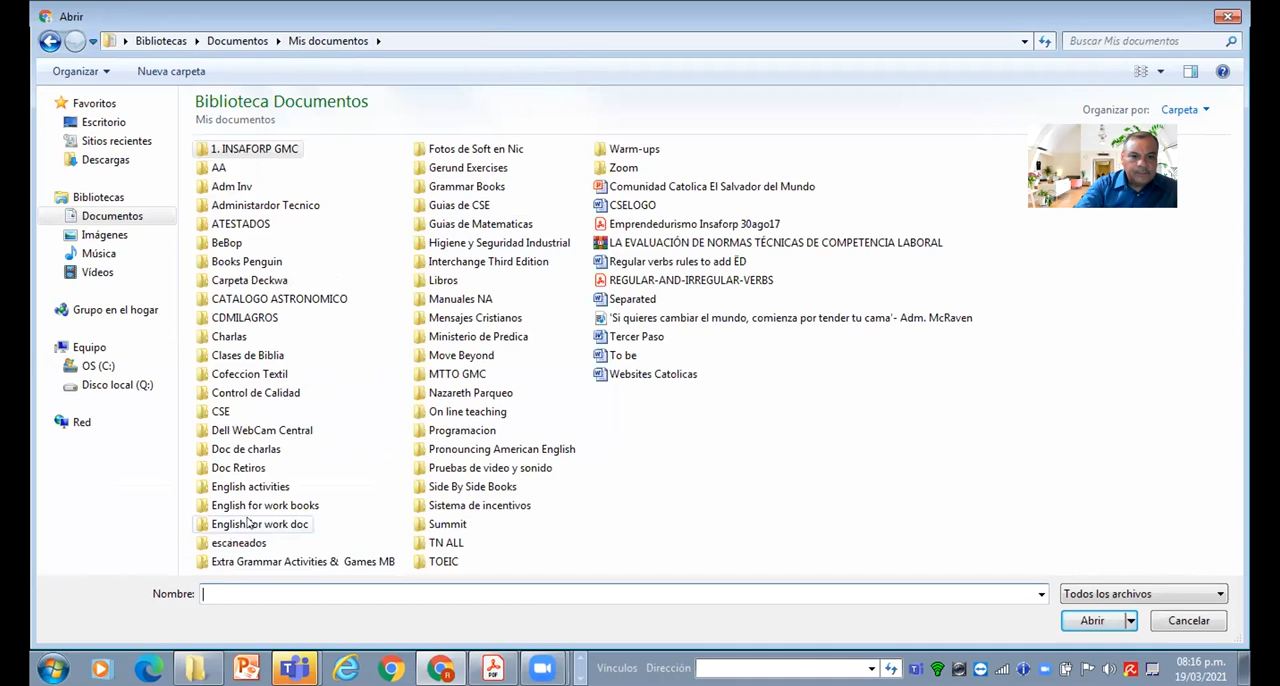 Abrir
Bibliotecas Documentos Mis documentos
Buscar Mis documentos
Organizar
Nueva carpeta
Favoritos
Escritorio
Sitios recientes
Descargas
Bibliotecas
Documentos
Imágenes
Música
Vídeos
Grupo en el hogar
Equipo
OS (C:)
Disco local (Q:)
Red
Biblioteca Documentos
Mis documentos
Organizar por: Carpeta
1. INSAFORP GMC
AA
Adm Inv
Administardor Tecnico
ATESTADOS
BeBop
Books Penguin
Carpeta Deckwa
CATALOGO ASTRONOMICO
CDMILAGROS
Charlas
Clases de Biblia
Cofeccion Textil
Control de Calidad
CSE
Dell WebCam Central
Doc de charlas
Doc Retiros
English activities
English for work books
English for work doc
escaneados
Extra Grammar Activities & Games MB
Fotos de Soft en Nic
Gerund Exercises
Grammar Books
Guias de CSE
Guias de Matematicas
Higiene y Seguridad Industrial
Interchange Third Edition
Libros
Manuales NA
Mensajes Cristianos
Ministerio de Predica
Move Beyond
MTTO GMC
Nazareth Parqueo
On line teaching
Programacion
Pronouncing American English
Pruebas de video y sonido
Side By Side Books
Sistema de incentivos
Summit
TN ALL
TOEIC
Warm-ups
Zoom
Comunidad Catolica El Salvador del Mundo
CSELOGO
Emprendedurismo Insaforp 30ago17
LA EVALUACIÓN DE NORMAS TÉCNICAS DE COMPETENCIA LABORAL
Regular verbs rules to add ËD
REGULAR-AND-IRREGULAR-VERBS
Separated
'Si quieres cambiar el mundo, comienza por tender tu cama'- Adm. McRaven
Tercer Paso
To be
Websites Catolicas
Nombre:
Todos los archivos
Abrir
Cancelar
Vínculos Dirección
08:16 p.m.
19/03/2021